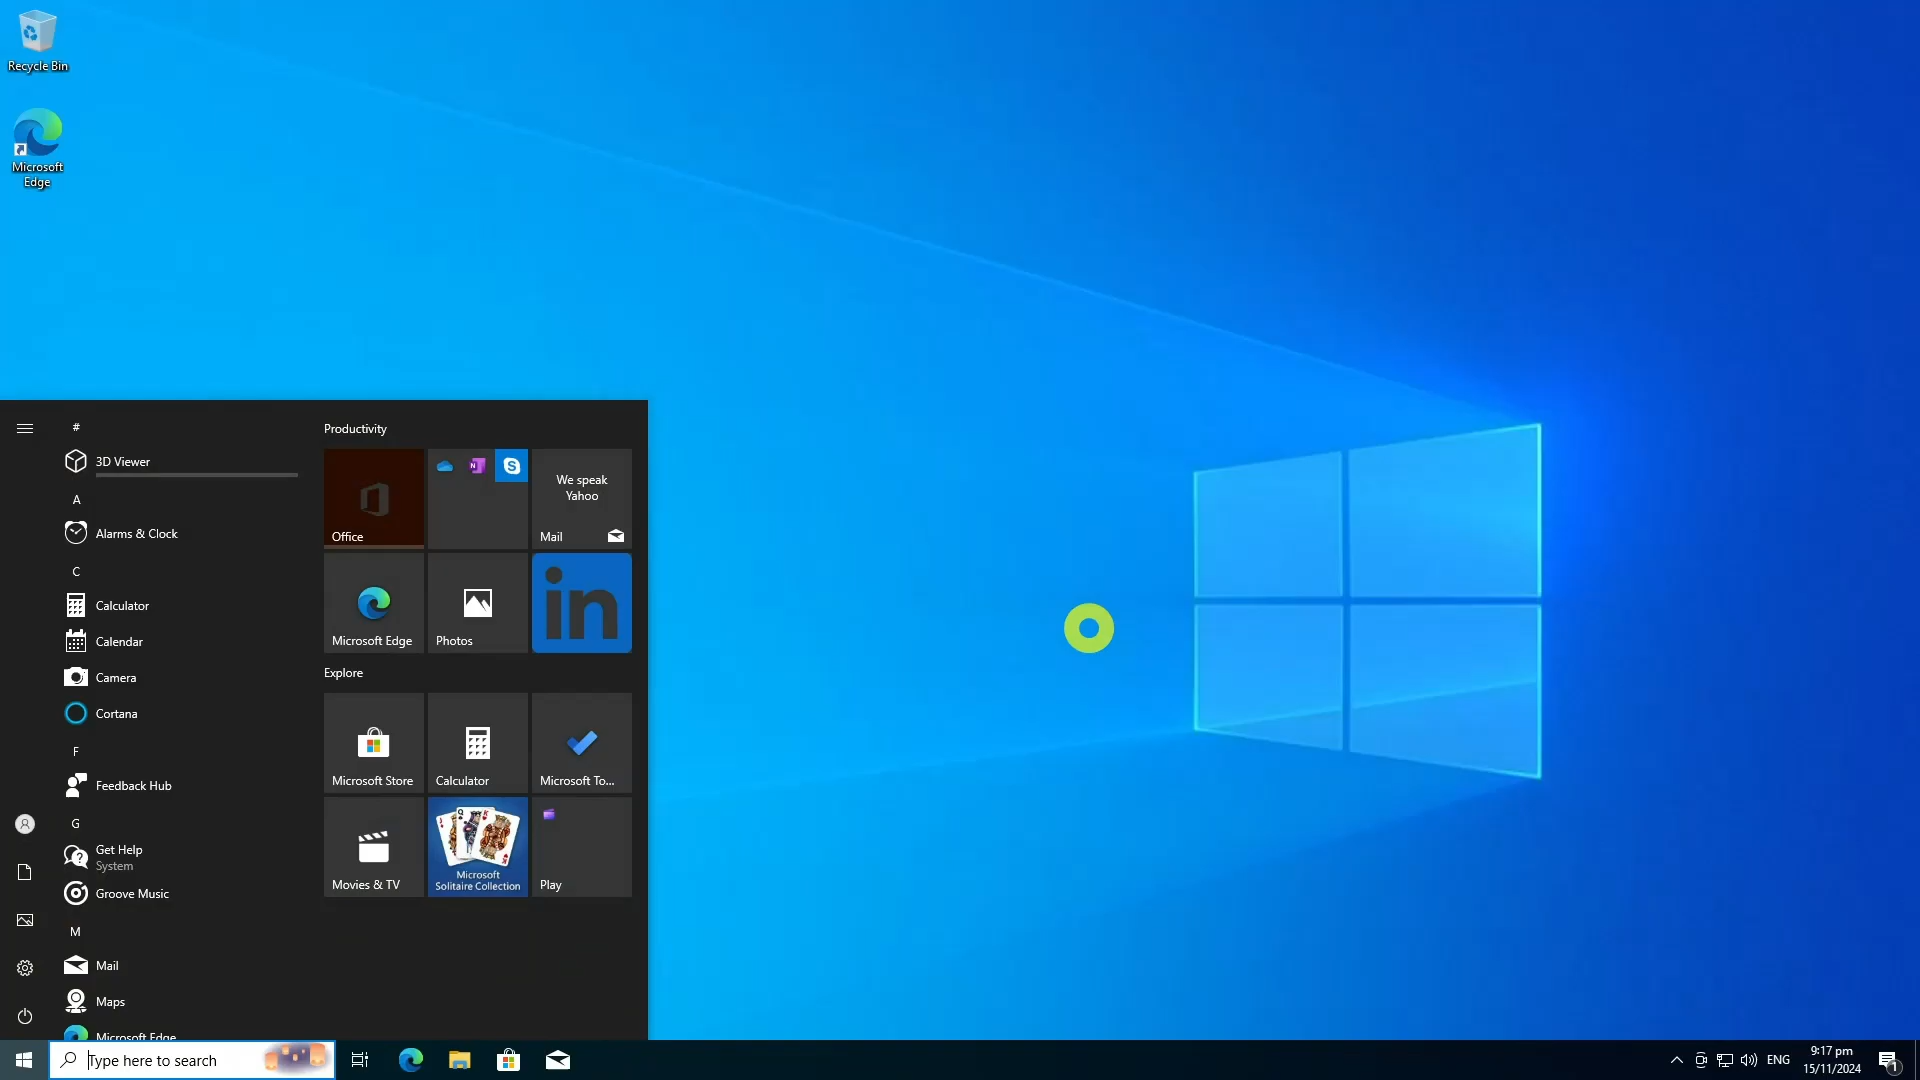 Recycle Bin
Microsoft
Edge
#
3D Viewer
A
Alarms & Clock
C
Calculator
Calendar
Camera
Cortana
F
Feedback Hub
G
Get Help
System
Groove Music
M
Mail
Maps
Microsoft Edge
Productivity
Office
We speak
Yahoo
Mail
Microsoft Edge
Photos
in
Explore
Microsoft Store
Calculator
Microsoft To...
Movies & TV
Microsoft
Solitaire Collection
Play
Type here to search
ENG
9:17 pm
15/11/2024
1